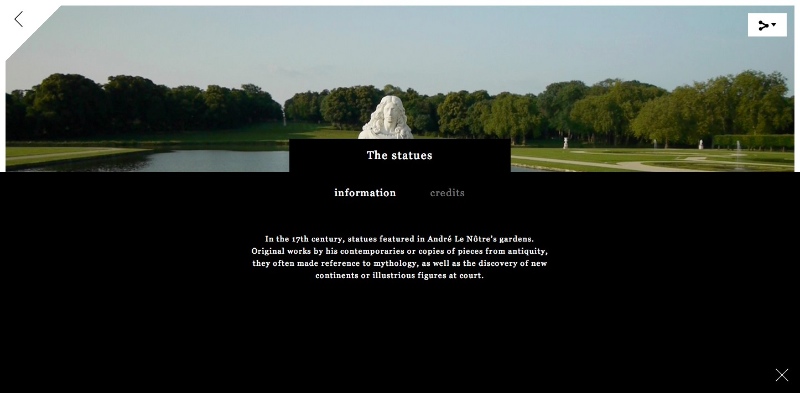 The statues
information credits
In the 17th century, statues featured in André Le Nôtre's gardens.
Original works by his contemporaries or copies of pieces from antiquity,
they often made reference to mythology, as well as the discovery of new
continents or illustrious figures at court.